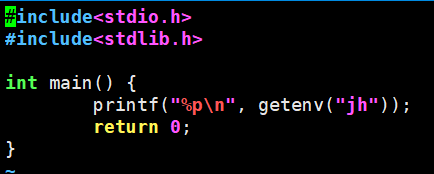 #include<stdio.h>
#include<stdlib.h>

int main() {
        printf("%p\n", getenv("jh"));
        return 0;
}
~